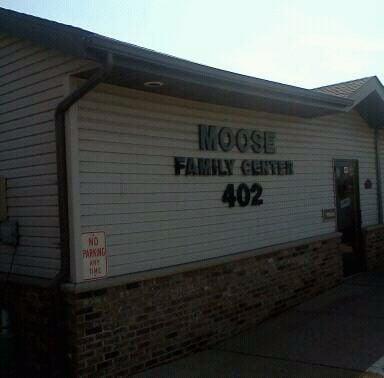 MOOSE
FAMILY CENTER
402
NO
PARKING
ANY
TIME